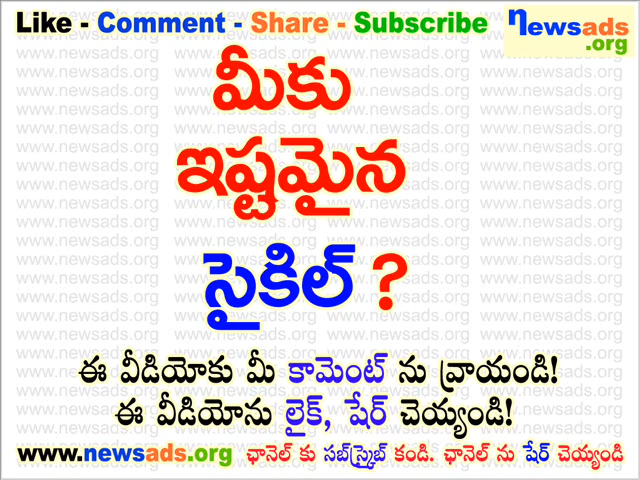 Like - Comment - Share - Subscribe
newsads
.org
మీకు
ఇష్టమైన
సైకిల్ ?
ఈ వీడియోకు మీ కామెంట్ ను వ్రాయండి!
ఈ వీడియోను లైక్, షేర్ చెయ్యండి!
www.newsads.org ఛానెల్ కు సబ్‌స్క్రైబ్ కండి. ఛానెల్ ను షేర్ చెయ్యండి